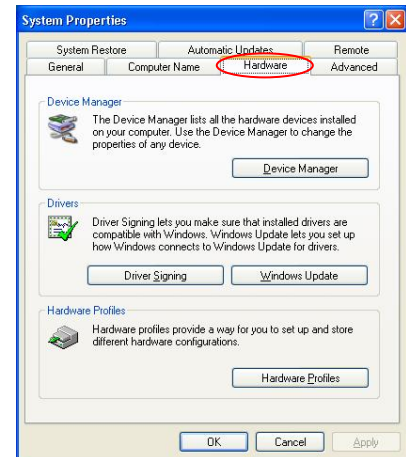 System Properties
System Restore Automatic Updates Remote
General Computer Name Hardware Advanced
Device Manager
The Device Manager lists all the hardware devices installed
on your computer. Use the Device Manager to change the
properties of any device.
Device Manager
Drivers
Driver Signing lets you make sure that installed drivers are
compatible with Windows. Windows Update lets you set up
how Windows connects to Windows Update for drivers.
Driver Signing Windows Update
Hardware Profiles
Hardware profiles provide a way for you to set up and store
different hardware configurations.
Hardware Profiles
OK Cancel Apply